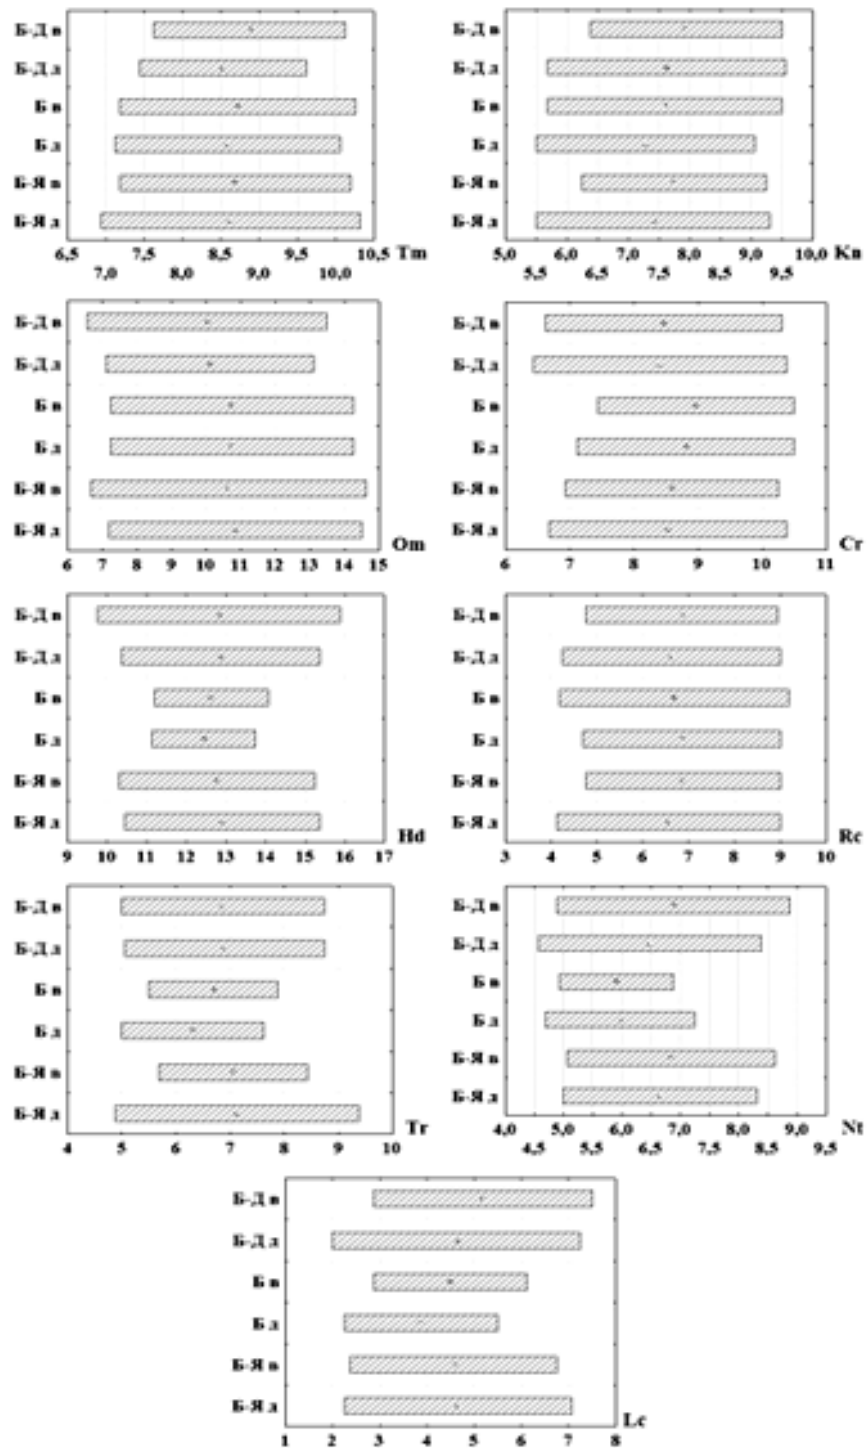 Б-Д в
Б-Д л
Б в
Б л
Б-Я в
Б-Я л
6,5 7,5 8,5 9,5 10,5 Tm
7,0 8,0 9,0 10,0
Б-Д в
Б-Д л
Б в
Б л
Б-Я в
Б-Я л
5,0 6,0 7,0 8,0 9,0 10,0 Kn
5,5 6,5 7,5 8,5 9,5
Б-Д в
Б-Д л
Б в
Б л
Б-Я в
Б-Я л
6 7 8 9 10 11 12 13 14 15 Om
Б-Д в
Б-Д л
Б в
Б л
Б-Я в
Б-Я л
6 7 8 9 10 11 Cr
Б-Д в
Б-Д л
Б в
Б л
Б-Я в
Б-Я л
9 10 11 12 13 14 15 16 17 Hd
Б-Д в
Б-Д л
Б в
Б л
Б-Я в
Б-Я л
3 4 5 6 7 8 9 10 Rc
Б-Д в
Б-Д л
Б в
Б л
Б-Я в
Б-Я л
4 5 6 7 8 9 10 Tr
Б-Д в
Б-Д л
Б в
Б л
Б-Я в
Б-Я л
4,0 5,0 6,0 7,0 8,0 9,0 Nt
4,5 5,5 6,5 7,5 8,5 9,5
Б-Д в
Б-Д л
Б в
Б л
Б-Я в
Б-Я л
1 2 3 4 5 6 7 8 Lc